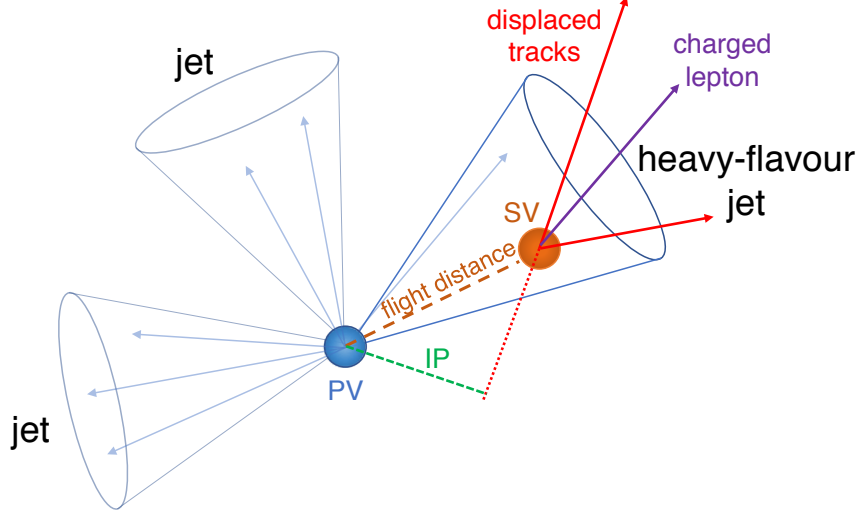 displaced
tracks
charged
lepton
jet
heavy-flavour
jet
SV
flight distance
IP
PV
jet